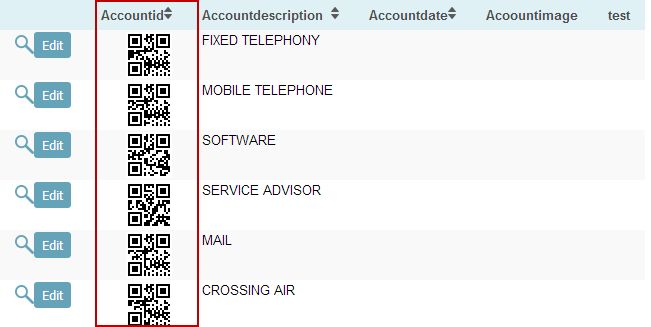 Accountid Accountdescription Accountdate Acoountimage test
Edit FIXED TELEPHONY
Edit MOBILE TELEPHONE
Edit SOFTWARE
Edit SERVICE ADVISOR
Edit MAIL
Edit CROSSING AIR